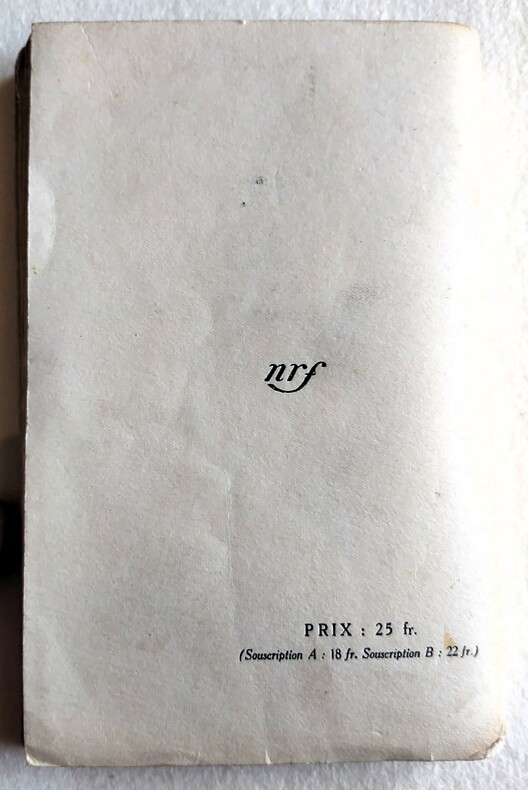 nrf
PRIX : 25 fr.
(Souscription A : 18 fr. Souscription B : 22 fr.)